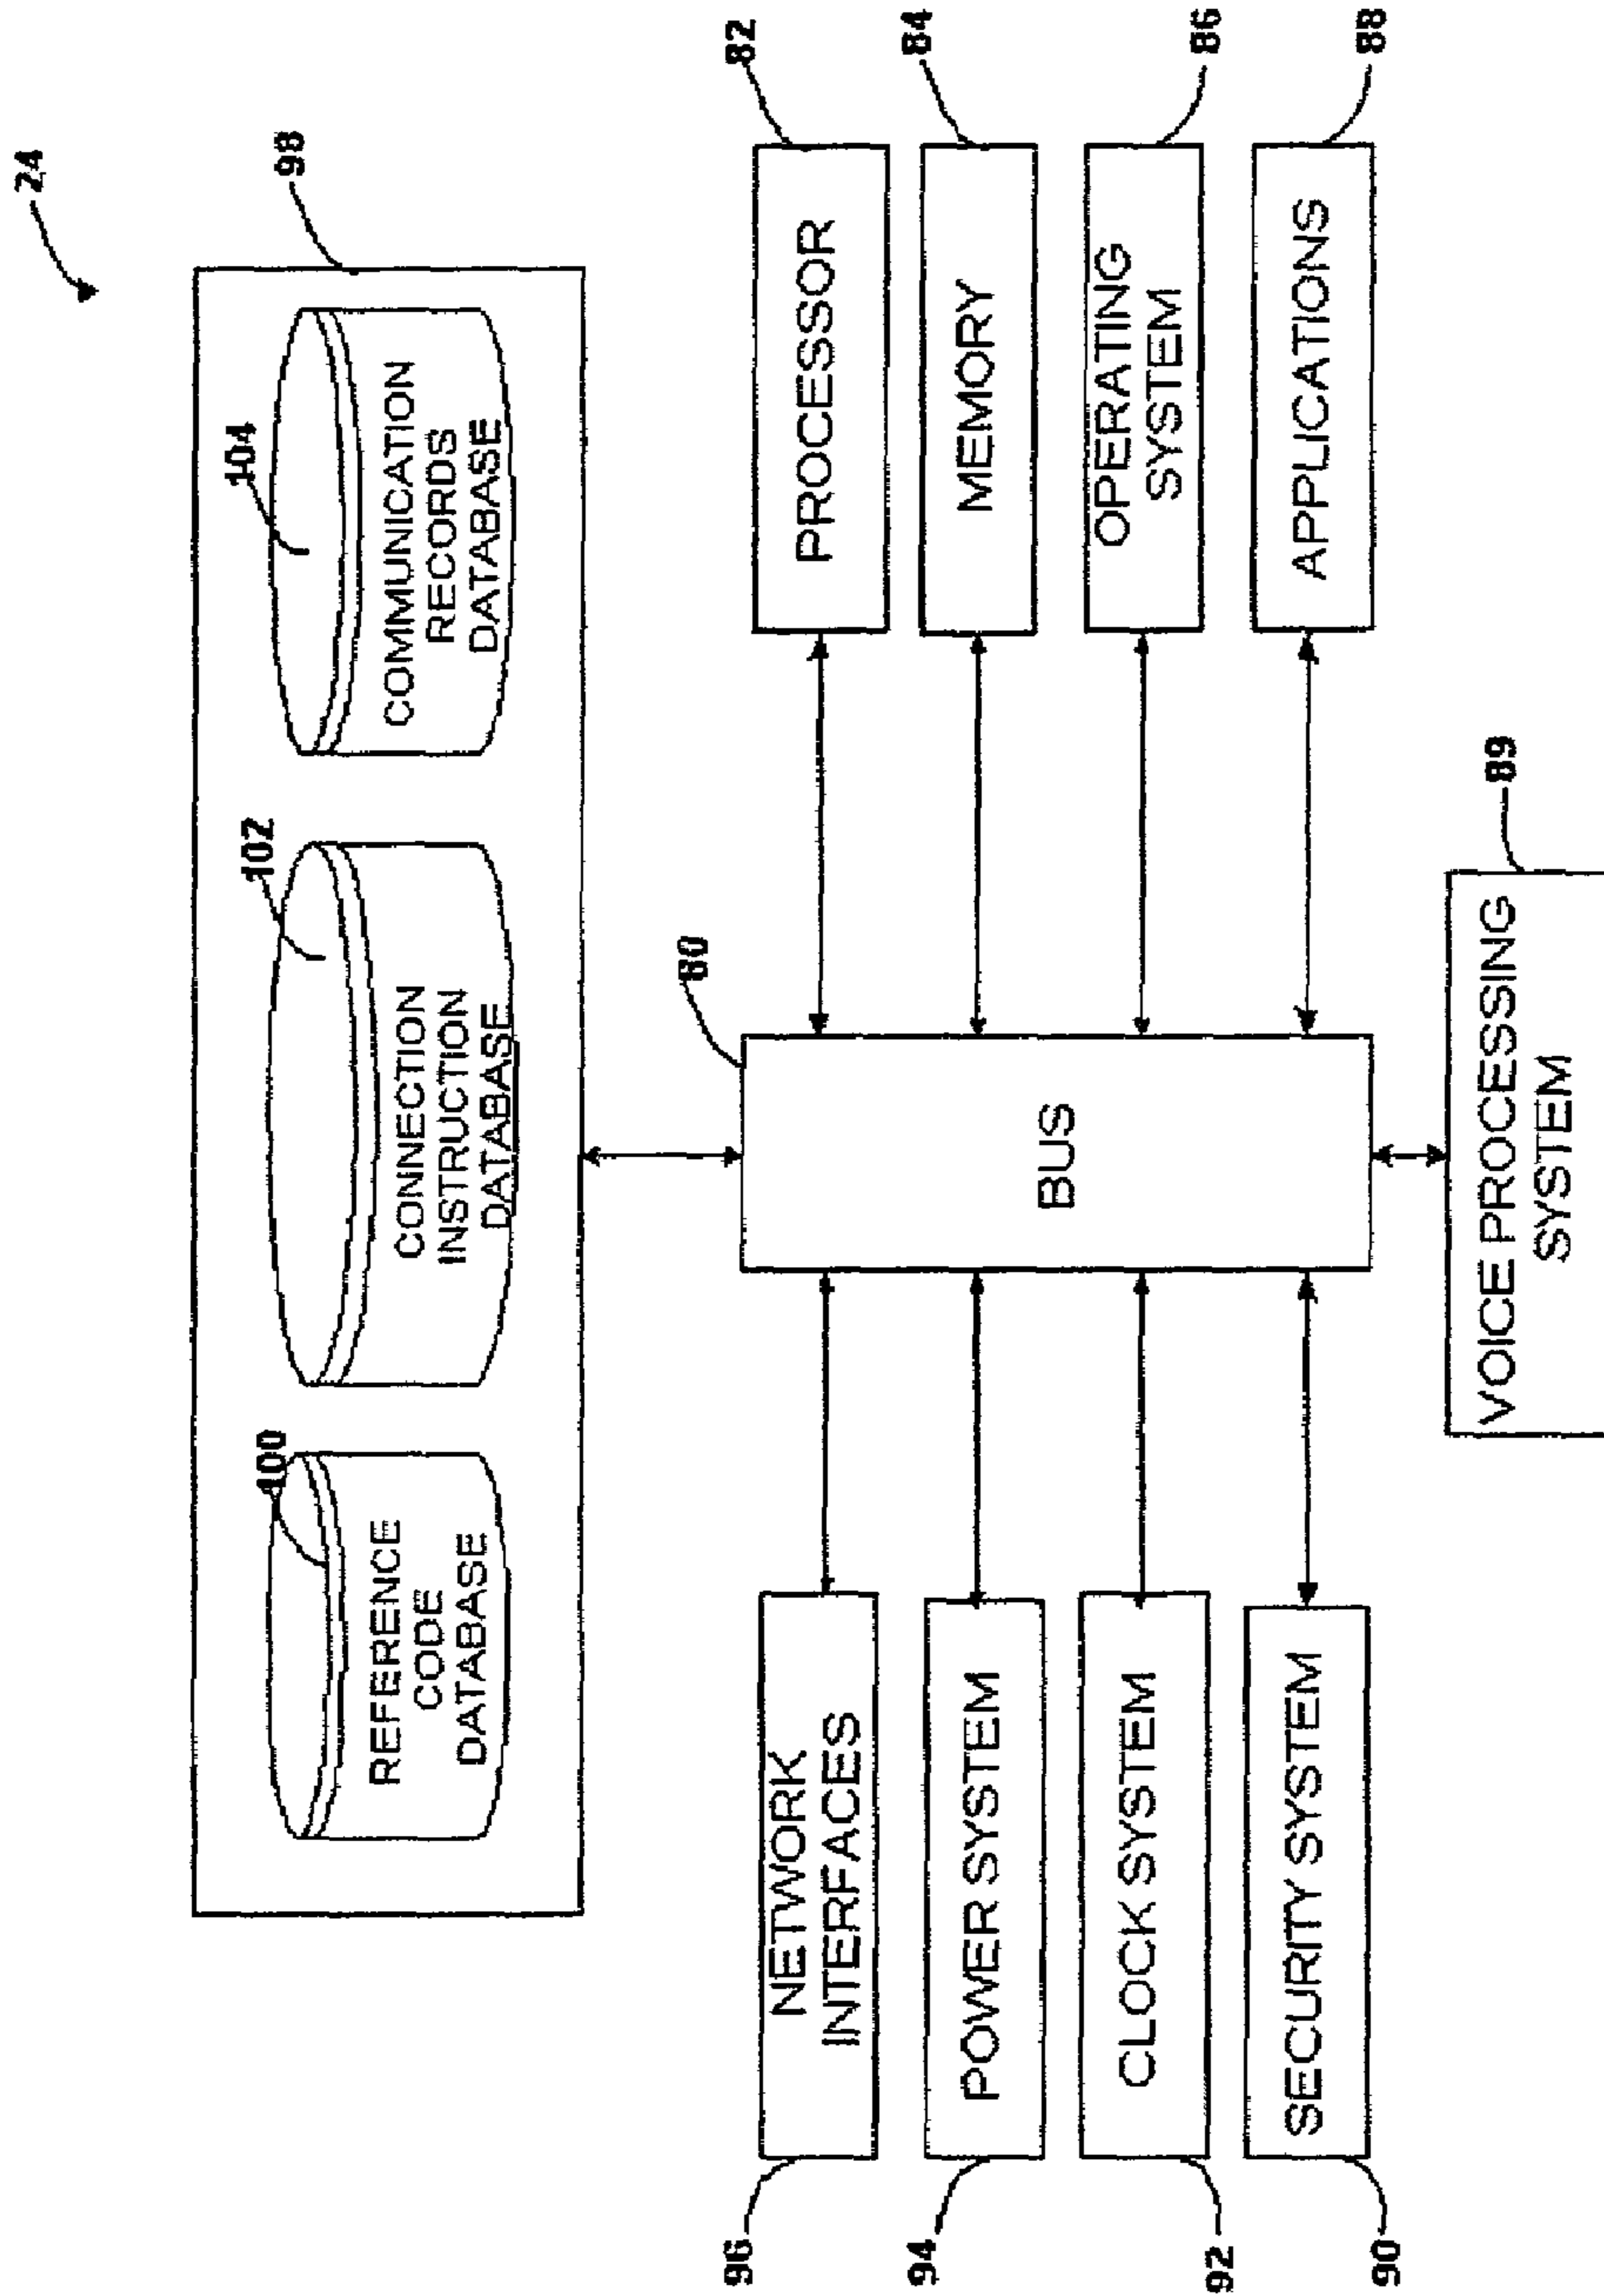 24
98
100
102
104
REFERENCE
CODE
DATABASE
CONNECTION
INSTRUCTION
DATABASE
COMMUNICATION
RECORDS
DATABASE
96
NETWORK
INTERFACES
80
BUS
PROCESSOR
82
94
POWER SYSTEM
MEMORY
84
92
CLOCK SYSTEM
OPERATING
SYSTEM
86
90
SECURITY SYSTEM
APPLICATIONS
88
VOICE PROCESSING
SYSTEM
89